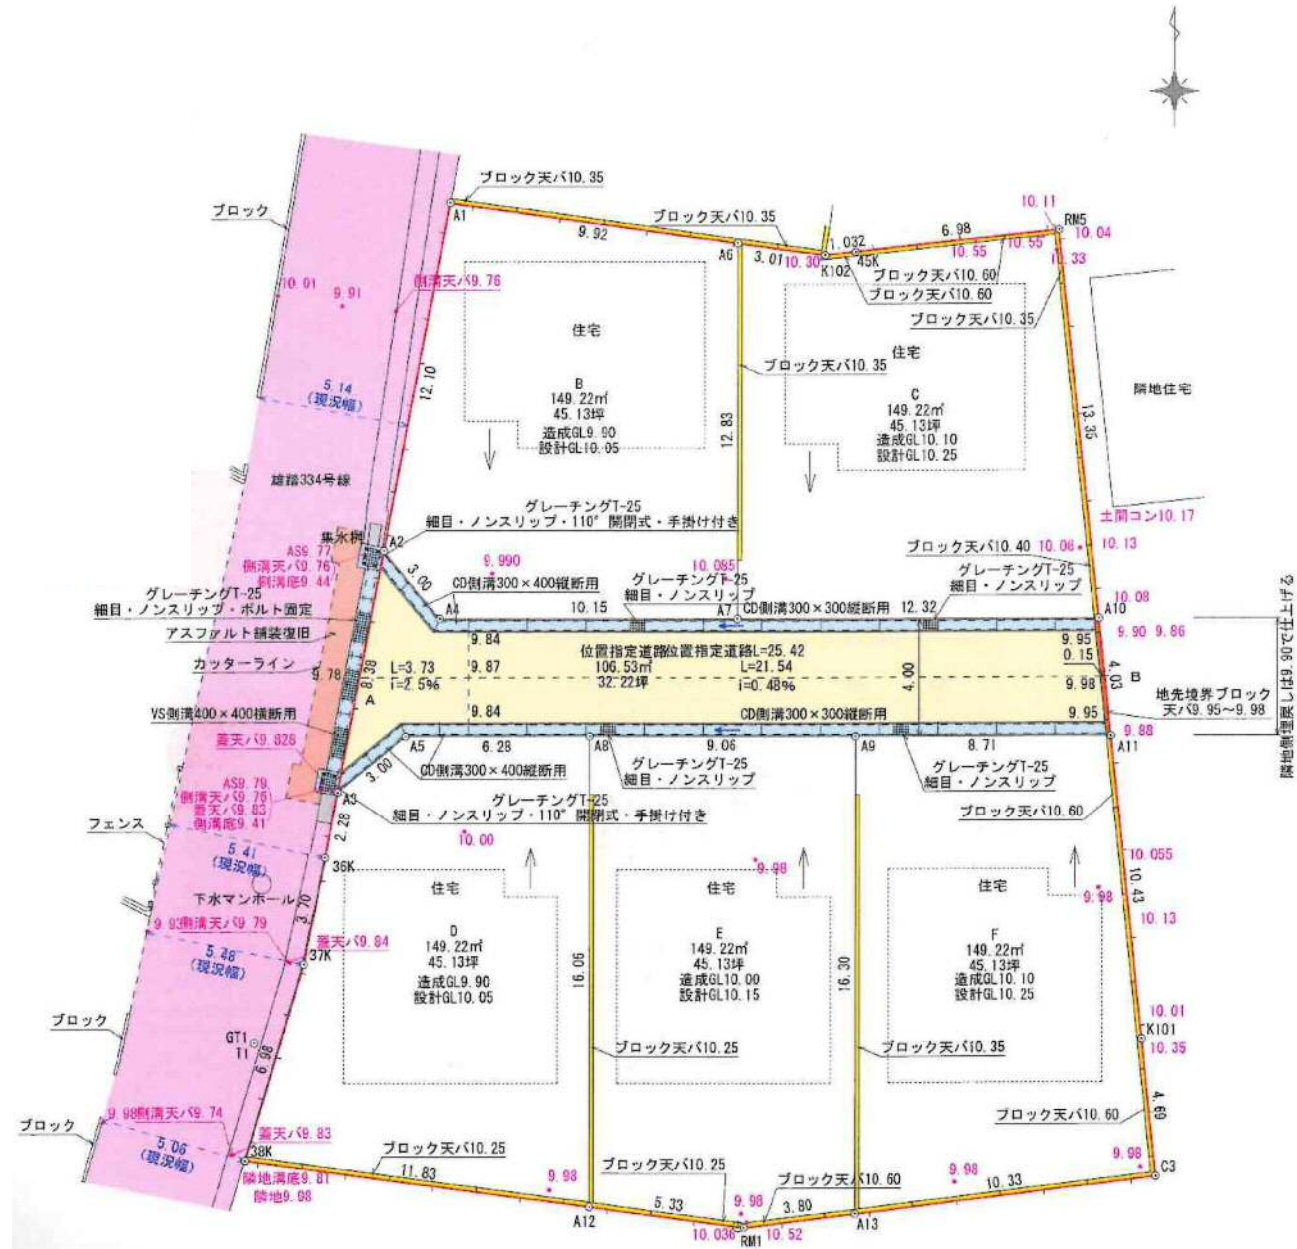 ブロック天バ10.35
ブロック
A1
ブロック天バ10.35
9.92
10.11
RM5
6.98
10.04
1.032
10.55
10.55
10.33
A6
3.01
10.30
K102
45K
ブロック天バ10.60
ブロック天バ10.60
10.01
9.91
側溝天バ9.76
ブロック天バ10.35
住宅
住宅
ブロック天バ10.35
隣地住宅
5.14
(現況幅)
12.10
B
149.22㎡
45.13坪
造成GL9.90
設計GL10.05
12.83
C
149.22㎡
45.13坪
造成GL10.10
設計GL10.25
13.35
雄踏334号線
グレーチングT-25
細目・ノンスリップ・110°開閉式・手掛け付き
土間コン10.17
集水桝
A2
AS9.77
側溝天バ9.76
側溝底9.44
9.990
10.085
ブロック天バ10.40
10.06
10.13
3.00
CD側溝300×400縦断用
グレーチングT-25
細目・ノンスリップ
グレーチングT-25
細目・ノンスリップ
グレーチングT-25
細目・ノンスリップ・ボルト固定
10.08
A4
10.15
A7
CD側溝300×300縦断用
12.32
A10
アスファルト舗装復旧
9.84
9.95
9.90
9.86
カッターライン
9.78
8.38
L=3.73
i=2.5%
9.87
位置指定道路
106.53㎡
32.22坪
位置指定道路L=25.42
L=21.54
i=0.48%
4.00
0.15
4.03
B
A
9.98
地先境界ブロック
天バ9.95～9.98
VS側溝400×400横断用
9.84
CD側溝300×300縦断用
9.95
9.88
蓋天バ9.828
A5
6.28
A8
9.06
A9
8.71
A11
3.00
CD側溝300×400縦断用
グレーチングT-25
細目・ノンスリップ
グレーチングT-25
細目・ノンスリップ
AS9.79
側溝天バ9.76
蓋天バ9.83
側溝底9.41
A3
グレーチングT-25
細目・ノンスリップ・110°開閉式・手掛け付き
ブロック天バ10.60
フェンス
2.28
10.00
5.41
(現況幅)
36K
9.98
10.055
下水マンホール
住宅
住宅
住宅
9.98
10.43
10.13
9.93
側溝天バ9.79
3.70
蓋天バ9.84
37K
5.48
(現況幅)
D
149.22㎡
45.13坪
造成GL9.90
設計GL10.05
16.06
E
149.22㎡
45.13坪
造成GL10.00
設計GL10.15
16.30
F
149.22㎡
45.13坪
造成GL10.10
設計GL10.25
ブロック
10.01
K101
10.35
GT1
T1
6.98
ブロック天バ10.25
ブロック天バ10.35
ブロック
9.98
側溝天バ9.74
ブロック天バ10.60
4.69
5.06
(現況幅)
蓋天バ9.83
38K
ブロック天バ10.25
11.83
隣地溝底9.81
隣地9.98
9.98
ブロック天バ10.25
ブロック天バ10.60
9.98
9.98
C3
10.33
A12
5.33
9.98
3.80
A13
10.036
10.52
RM1